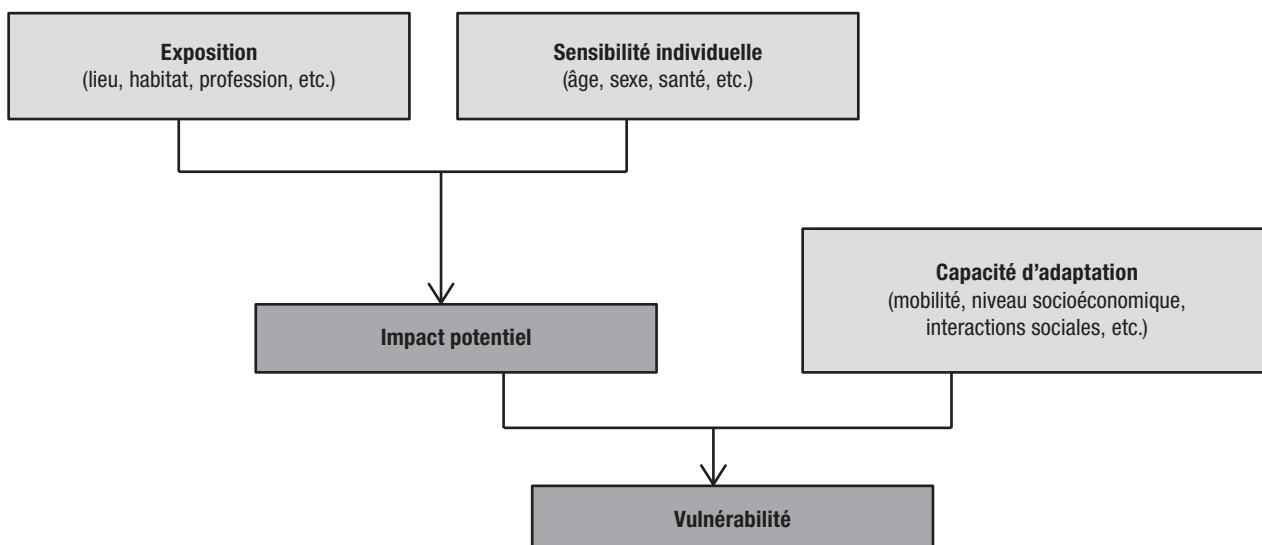 Exposition
(lieu, habitat, profession, etc.)
Sensibilité individuelle
(âge, sexe, santé, etc.)
Capacité d’adaptation
(mobilité, niveau socioéconomique,
interactions sociales, etc.)
Impact potentiel
Vulnérabilité